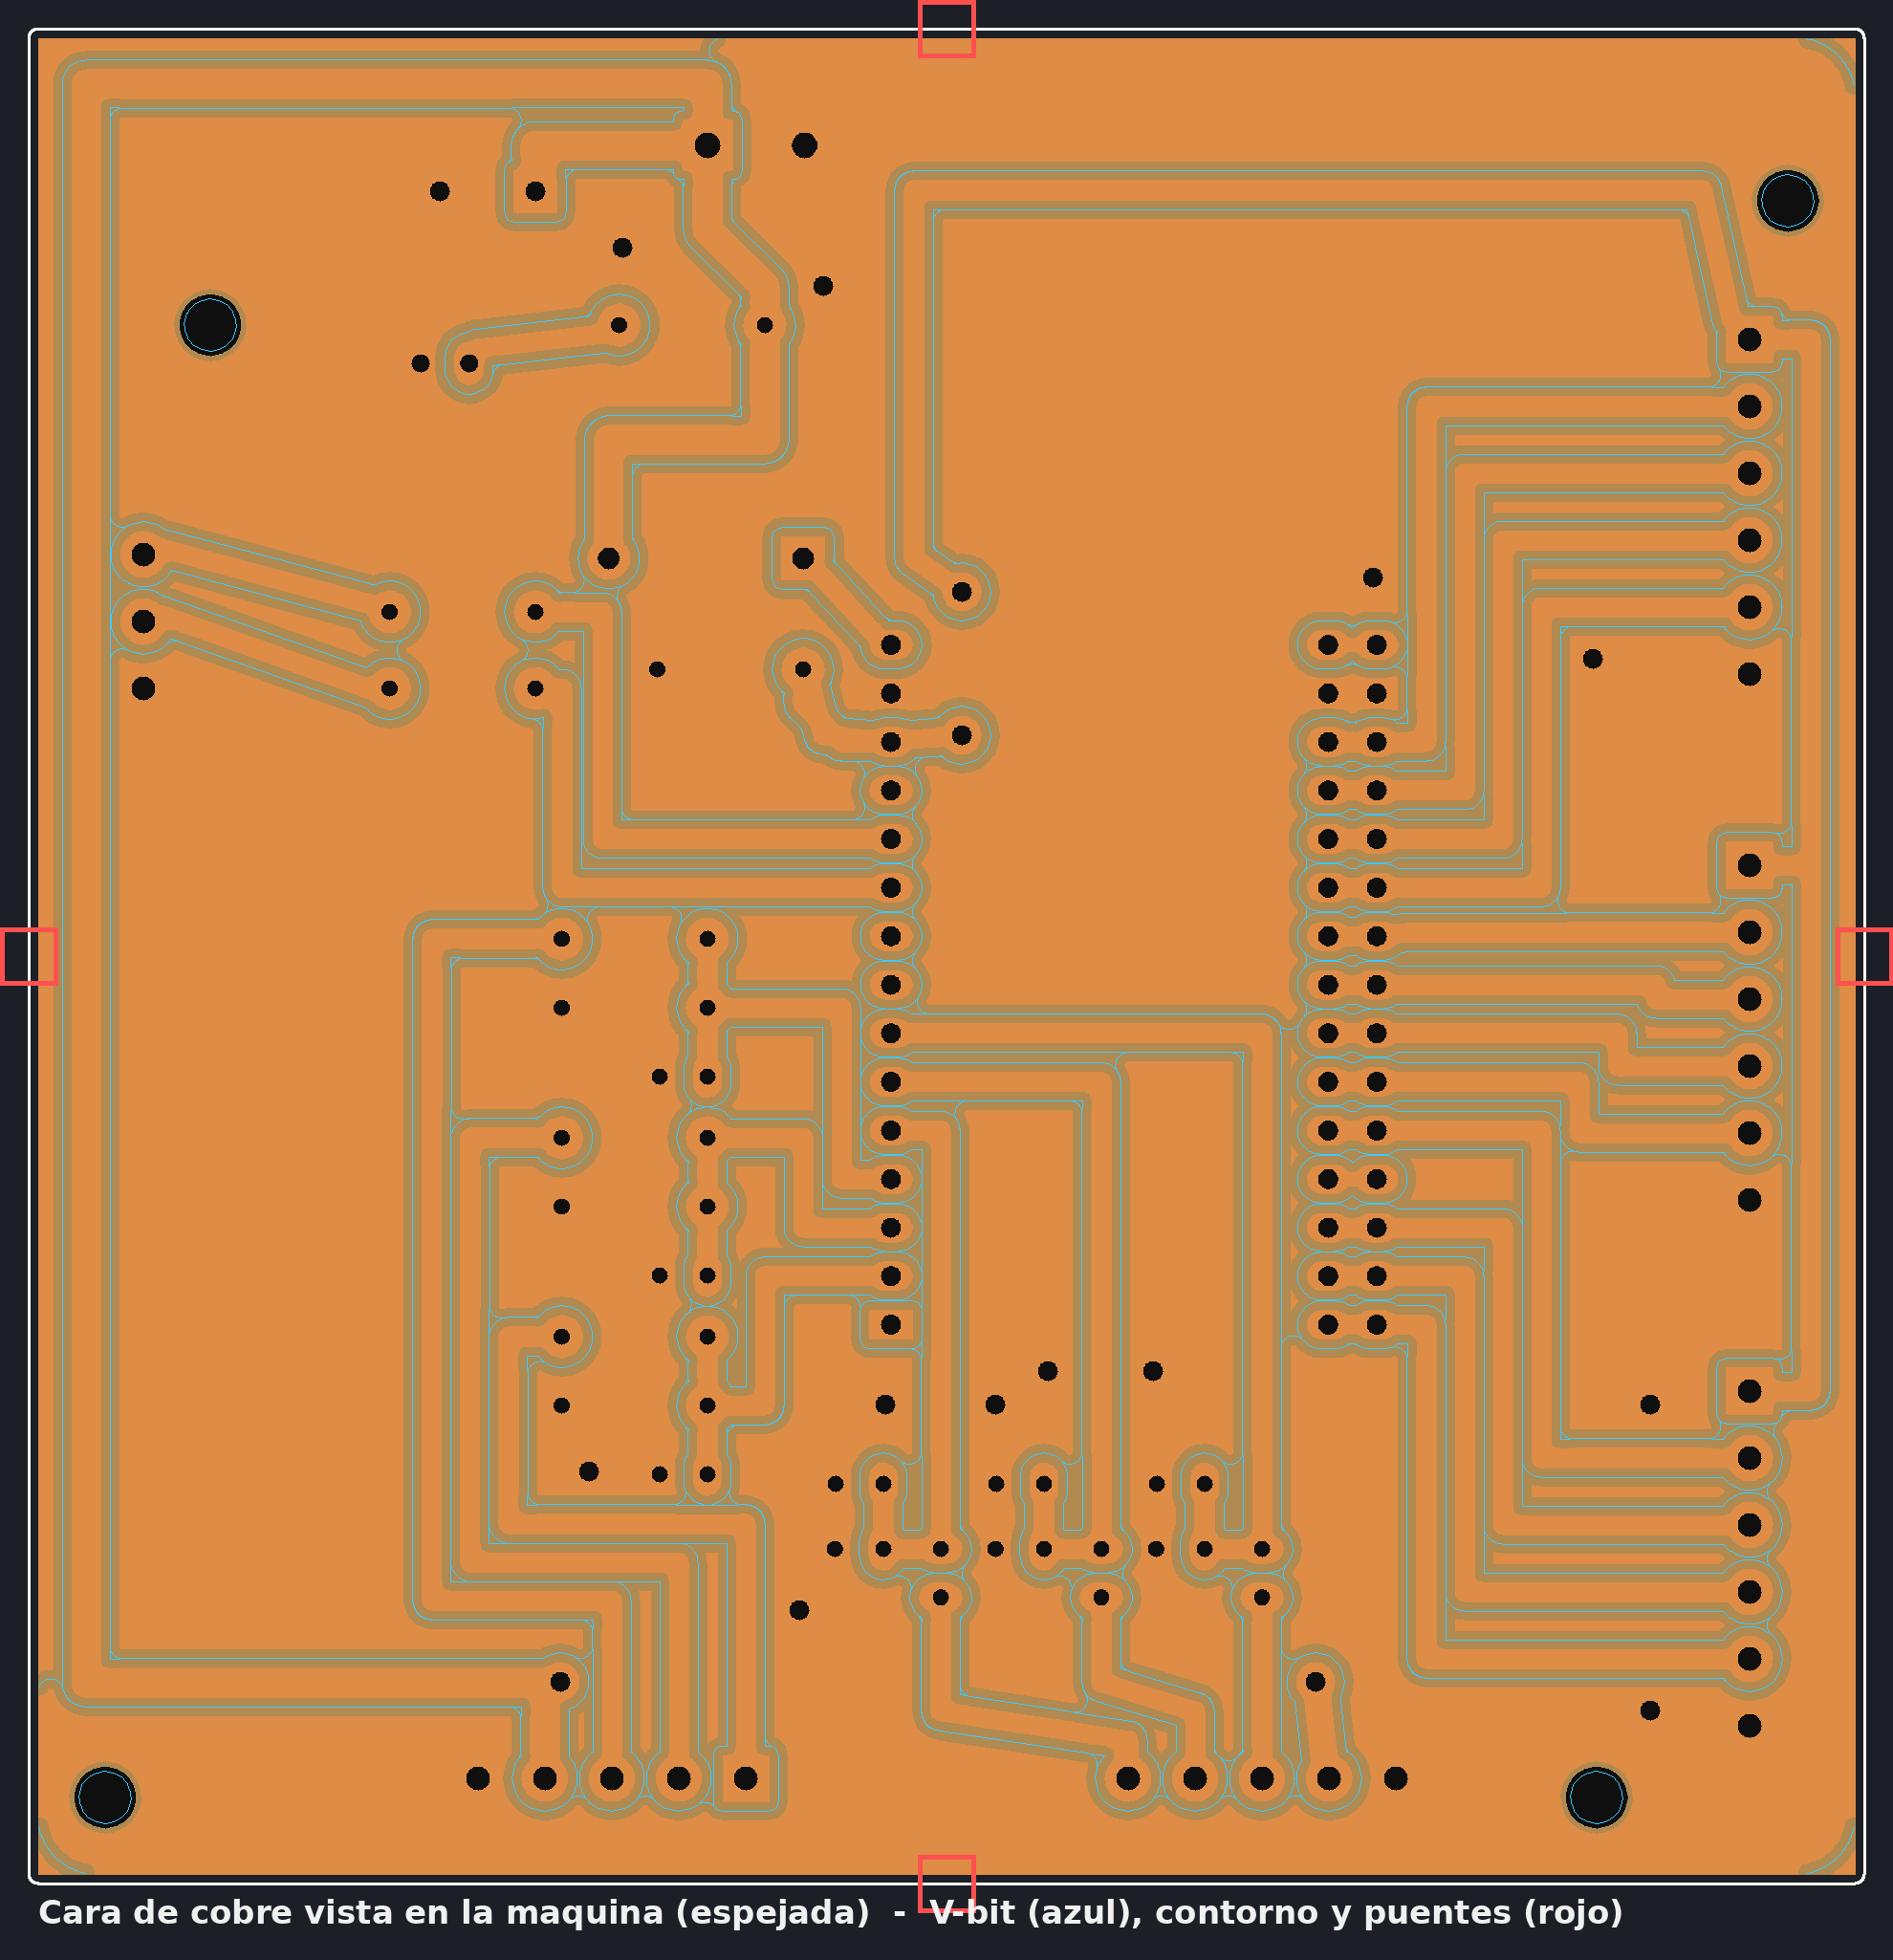 Cara de cobre vista en la maquina (espejada)  -  V-bit (azul), contorno y puentes (rojo)